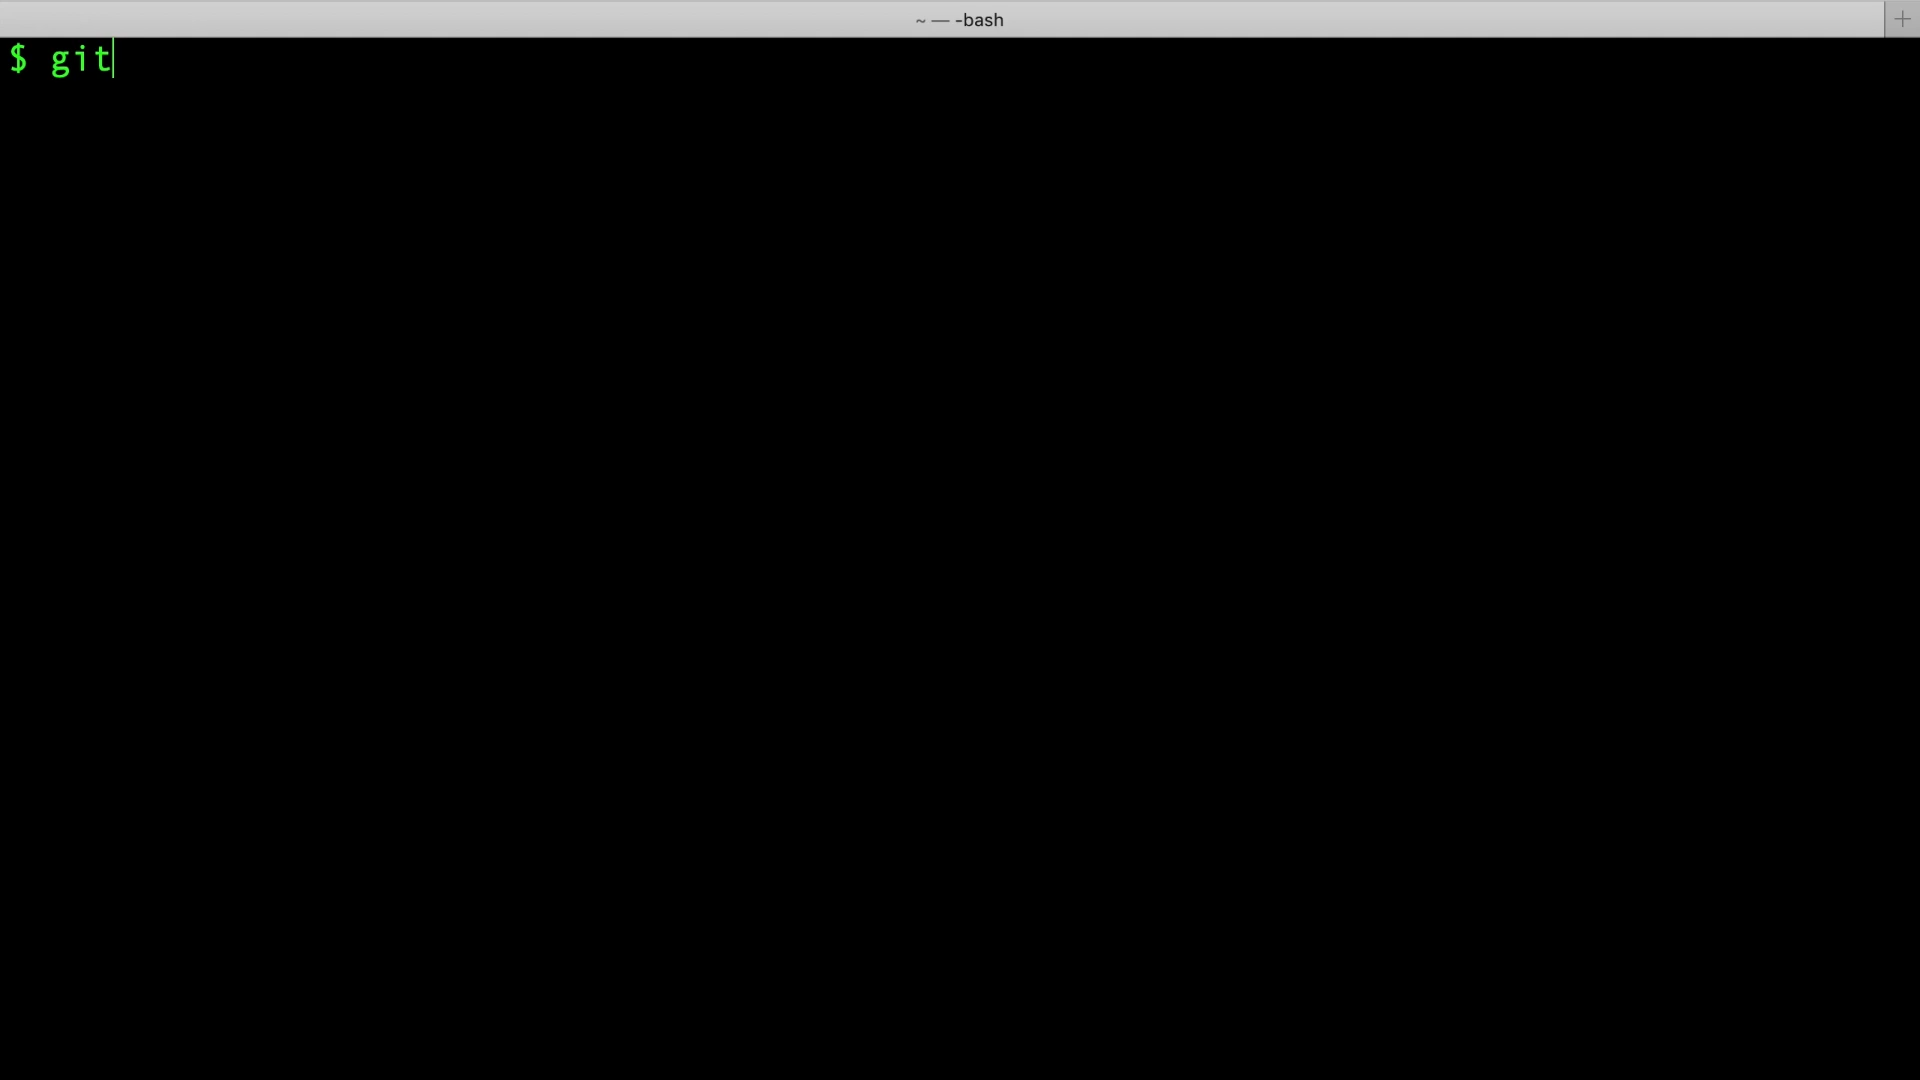 ~ — -bash
$ git